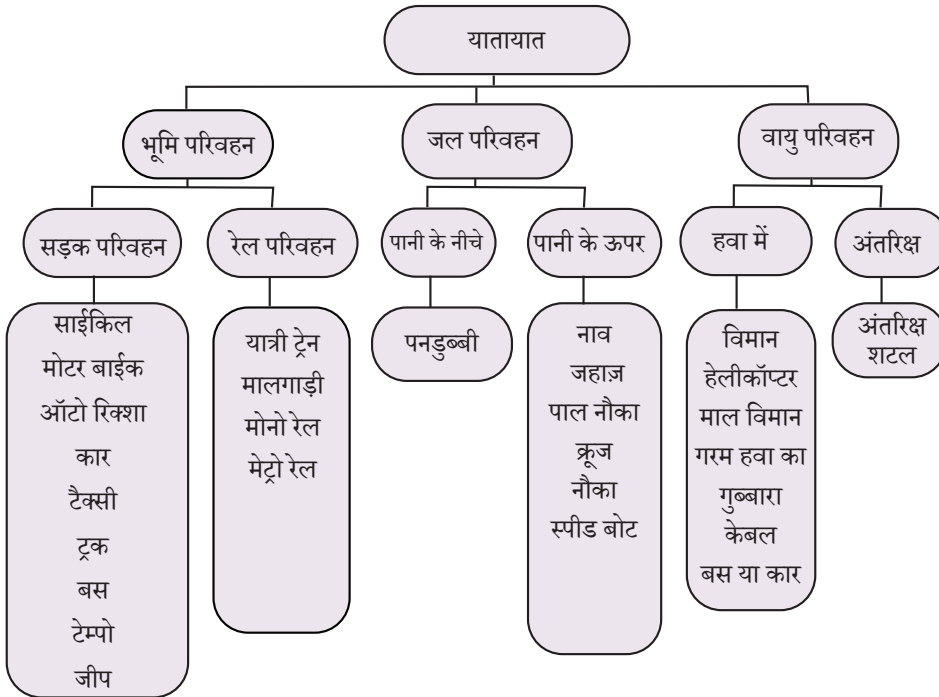 यातायात
भूमि परिवहन
जल परिवहन
वायु परिवहन
सड़क परिवहन
रेल परिवहन
पानी के नीचे
पानी के ऊपर
हवा में
अंतरिक्ष
साईकिल
मोटर बाईक
ऑटो रिक्शा
कार
टैक्सी
ट्रक
बस
टेम्पो
जीप
यात्री ट्रेन
मालगाड़ी
मोनो रेल
मेट्रो रेल
पनडुब्बी
नाव
जहाज़
पाल नौका
क्रूज
नौका
स्पीड बोट
विमान
हेलीकॉप्टर
माल विमान
गरम हवा का
गुब्बारा
केबल
बस या कार
अंतरिक्ष
शटल